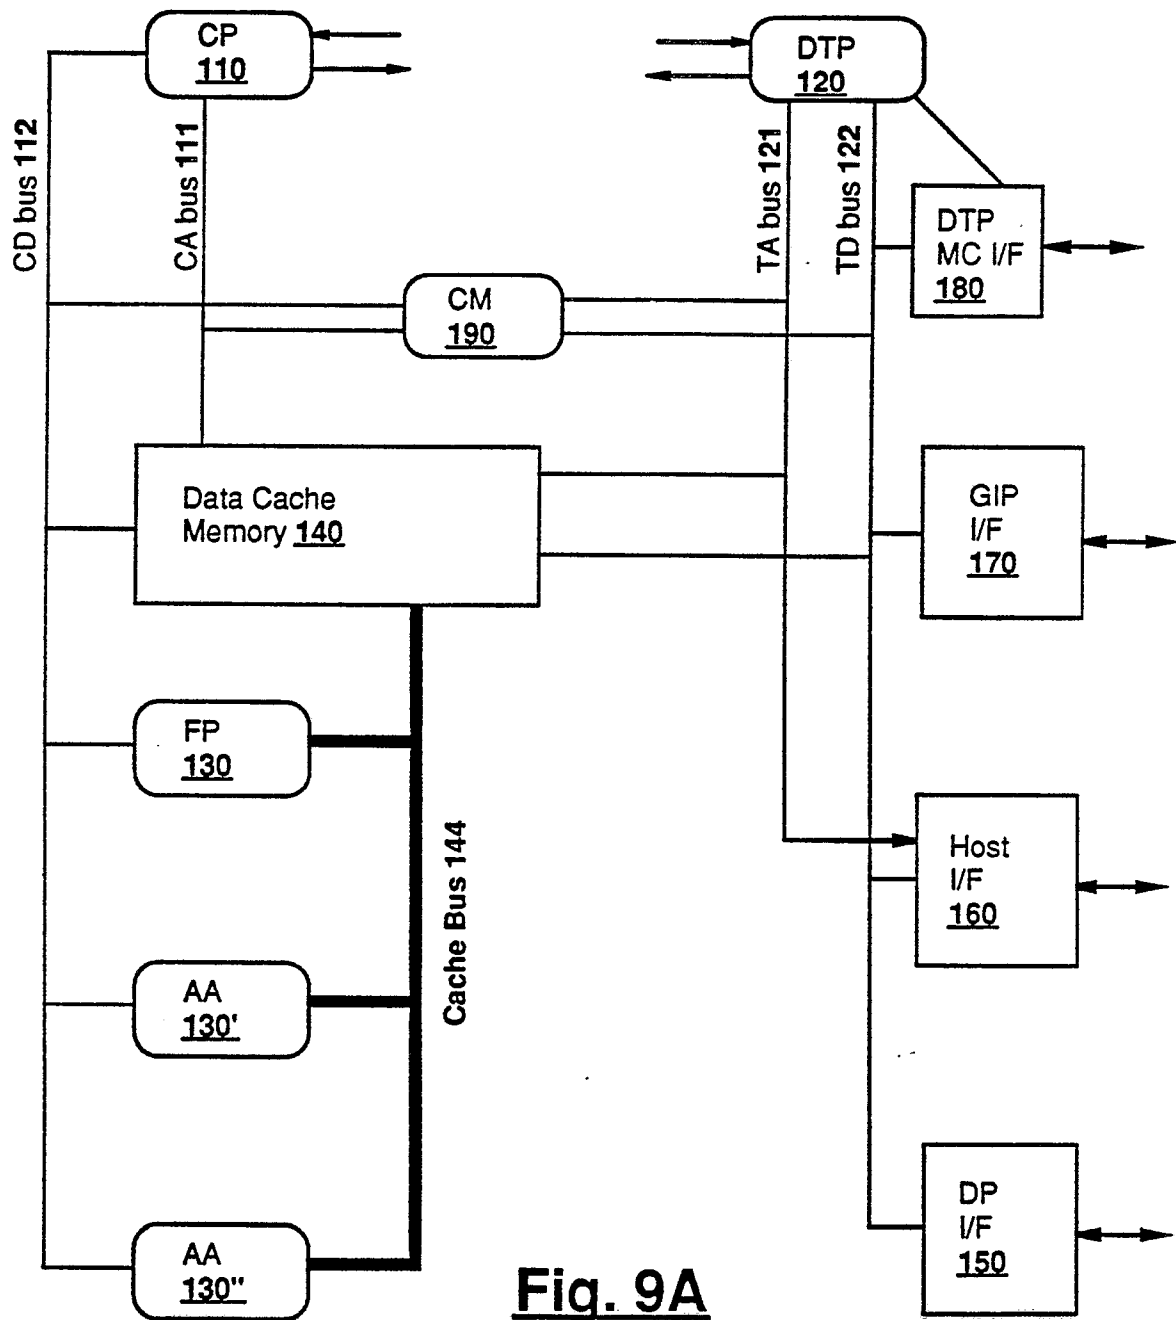 CP
110
DTP
120
CD bus 112
CA bus 111
TA bus 121
TD bus 122
DTP
MC I/F
180
CM
190
Data Cache
Memory 140
GIP
I/F
170
FP
130
Cache Bus 144
Host
I/F
160
AA
130'
DP
I/F
150
AA
130"
Fig. 9A